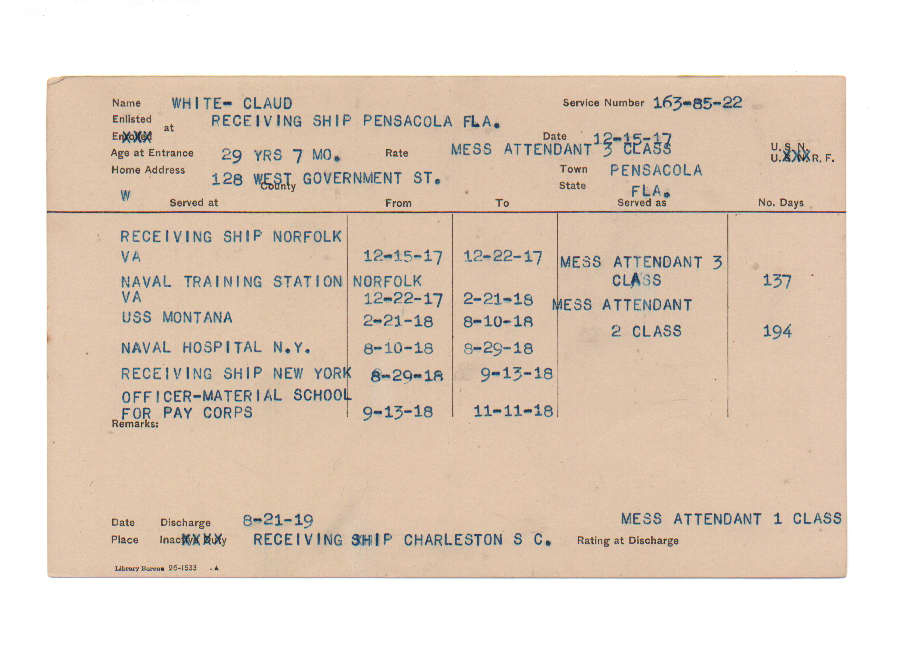 Name WHITE- CLAUD Service Number 163-85-22
Enlisted at RECEIVING SHIP PENSACOLA FLA.
Enrolled Date 12-15-17
Age at Entrance 29 YRS 7 MO. Rate MESS ATTENDANT 3 CLASS U.S.N.
U.S.N.R.F.
Home Address 128 WEST GOVERNMENT ST. Town PENSACOLA
County State FLA.
W Served at From To Served as No. Days
RECEIVING SHIP NORFOLK
VA 12-15-17 12-22-17 MESS ATTENDANT 3
NAVAL TRAINING STATION NORFOLK CLASS 137
VA 12-22-17 2-21-18 MESS ATTENDANT
USS MONTANA 2-21-18 8-10-18
2 CLASS 194
NAVAL HOSPITAL N.Y. 8-10-18 8-29-18
RECEIVING SHIP NEW YORK 8-29-18 9-13-18
OFFICER-MATERIAL SCHOOL
FOR PAY CORPS 9-13-18 11-11-18
Remarks:
Date Discharge 8-21-19 MESS ATTENDANT 1 CLASS
Place Inactive Duty RECEIVING SHIP CHARLESTON S C. Rating at Discharge
Library Bureau 26-1533